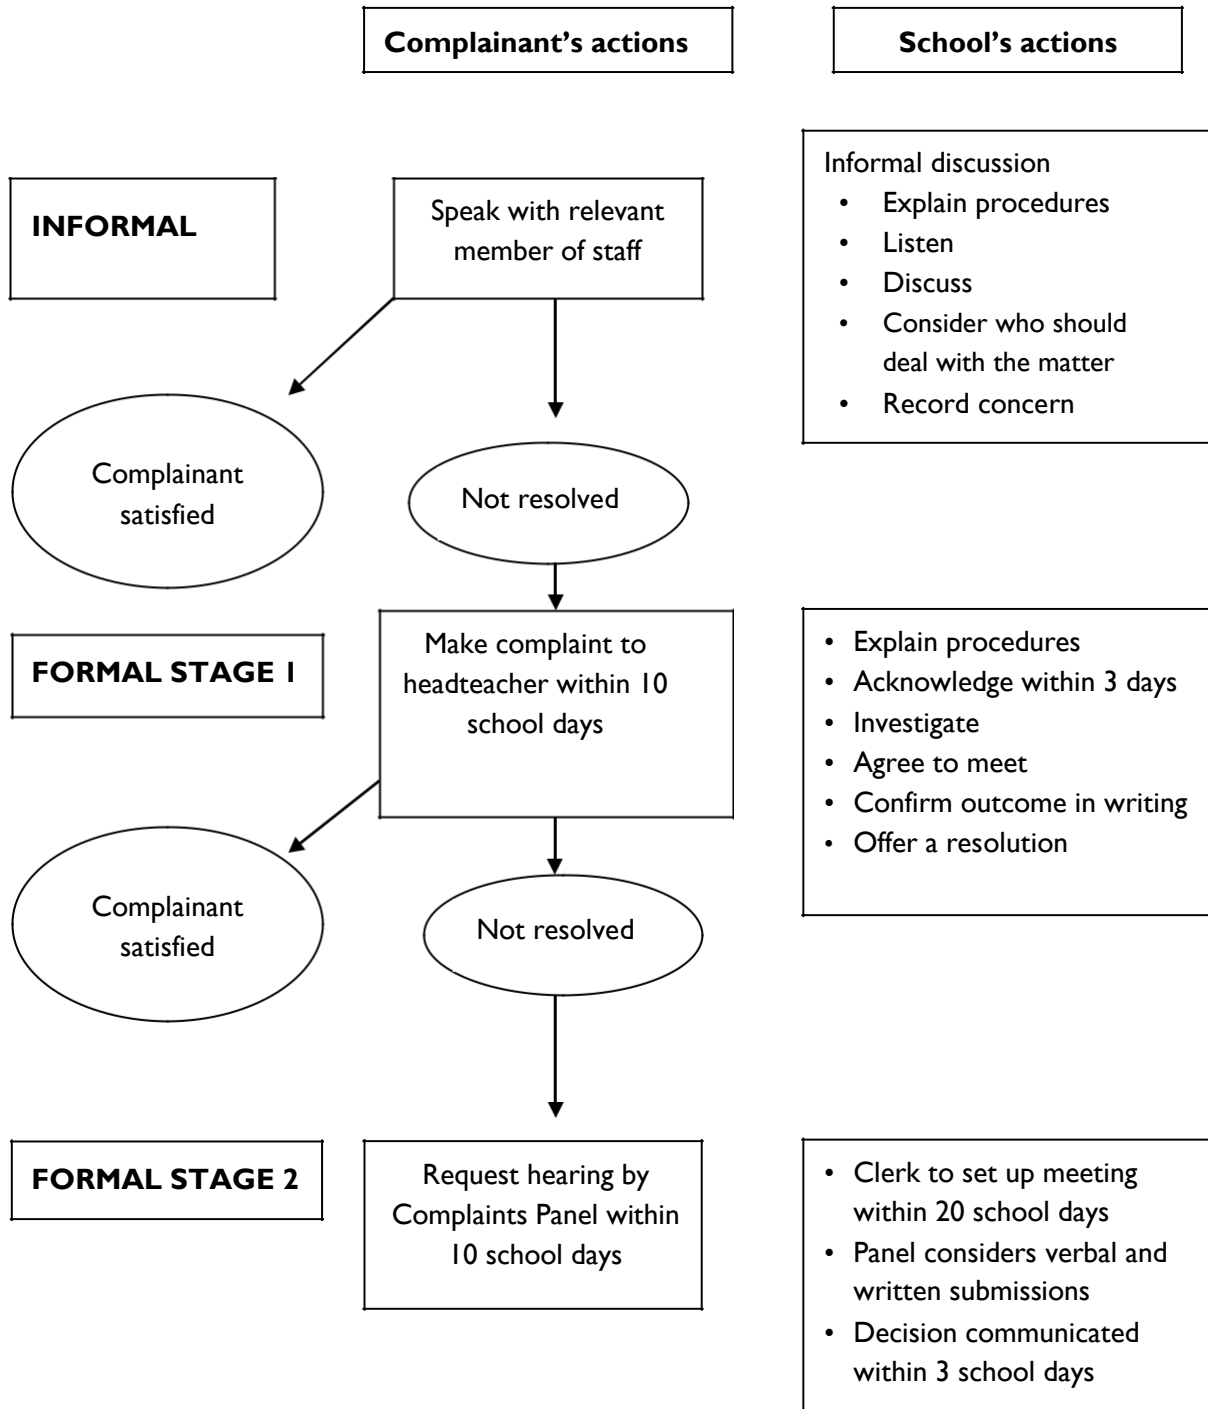 Complainant’s actions
School’s actions
INFORMAL
Speak with relevant
member of staff
Informal discussion
• Explain procedures
• Listen
• Discuss
• Consider who should
deal with the matter
• Record concern
Complainant
satisfied
Not resolved
FORMAL STAGE 1
Make complaint to
headteacher within 10
school days
• Explain procedures
• Acknowledge within 3 days
• Investigate
• Agree to meet
• Confirm outcome in writing
• Offer a resolution
Complainant
satisfied
Not resolved
FORMAL STAGE 2
Request hearing by
Complaints Panel within
10 school days
• Clerk to set up meeting
within 20 school days
• Panel considers verbal and
written submissions
• Decision communicated
within 3 school days